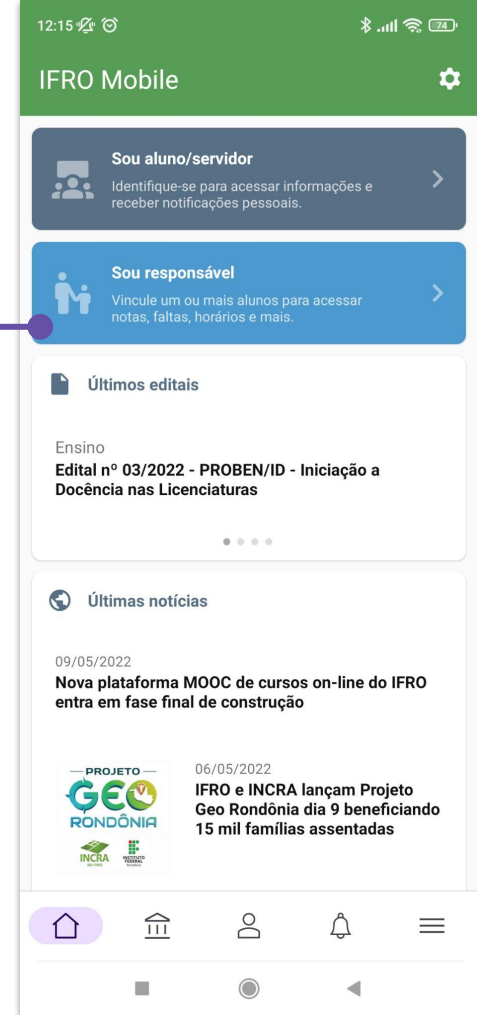 12:15
74
IFRO Mobile
Sou aluno/servidor
Identifique-se para acessar informações e
receber notificações pessoais.
Sou responsável
Vincule um ou mais alunos para acessar
notas, faltas, horários e mais.
Últimos editais
Ensino
Edital nº 03/2022 - PROBEN/ID - Iniciação a
Docência nas Licenciaturas
Últimas notícias
09/05/2022
Nova plataforma MOOC de cursos on-line do IFRO
entra em fase final de construção
PROJETO
GEO
RONDÔNIA
INCRA
INSTITUTO
FEDERAL
06/05/2022
IFRO e INCRA lançam Projeto
Geo Rondônia dia 9 beneficiando
15 mil famílias assentadas